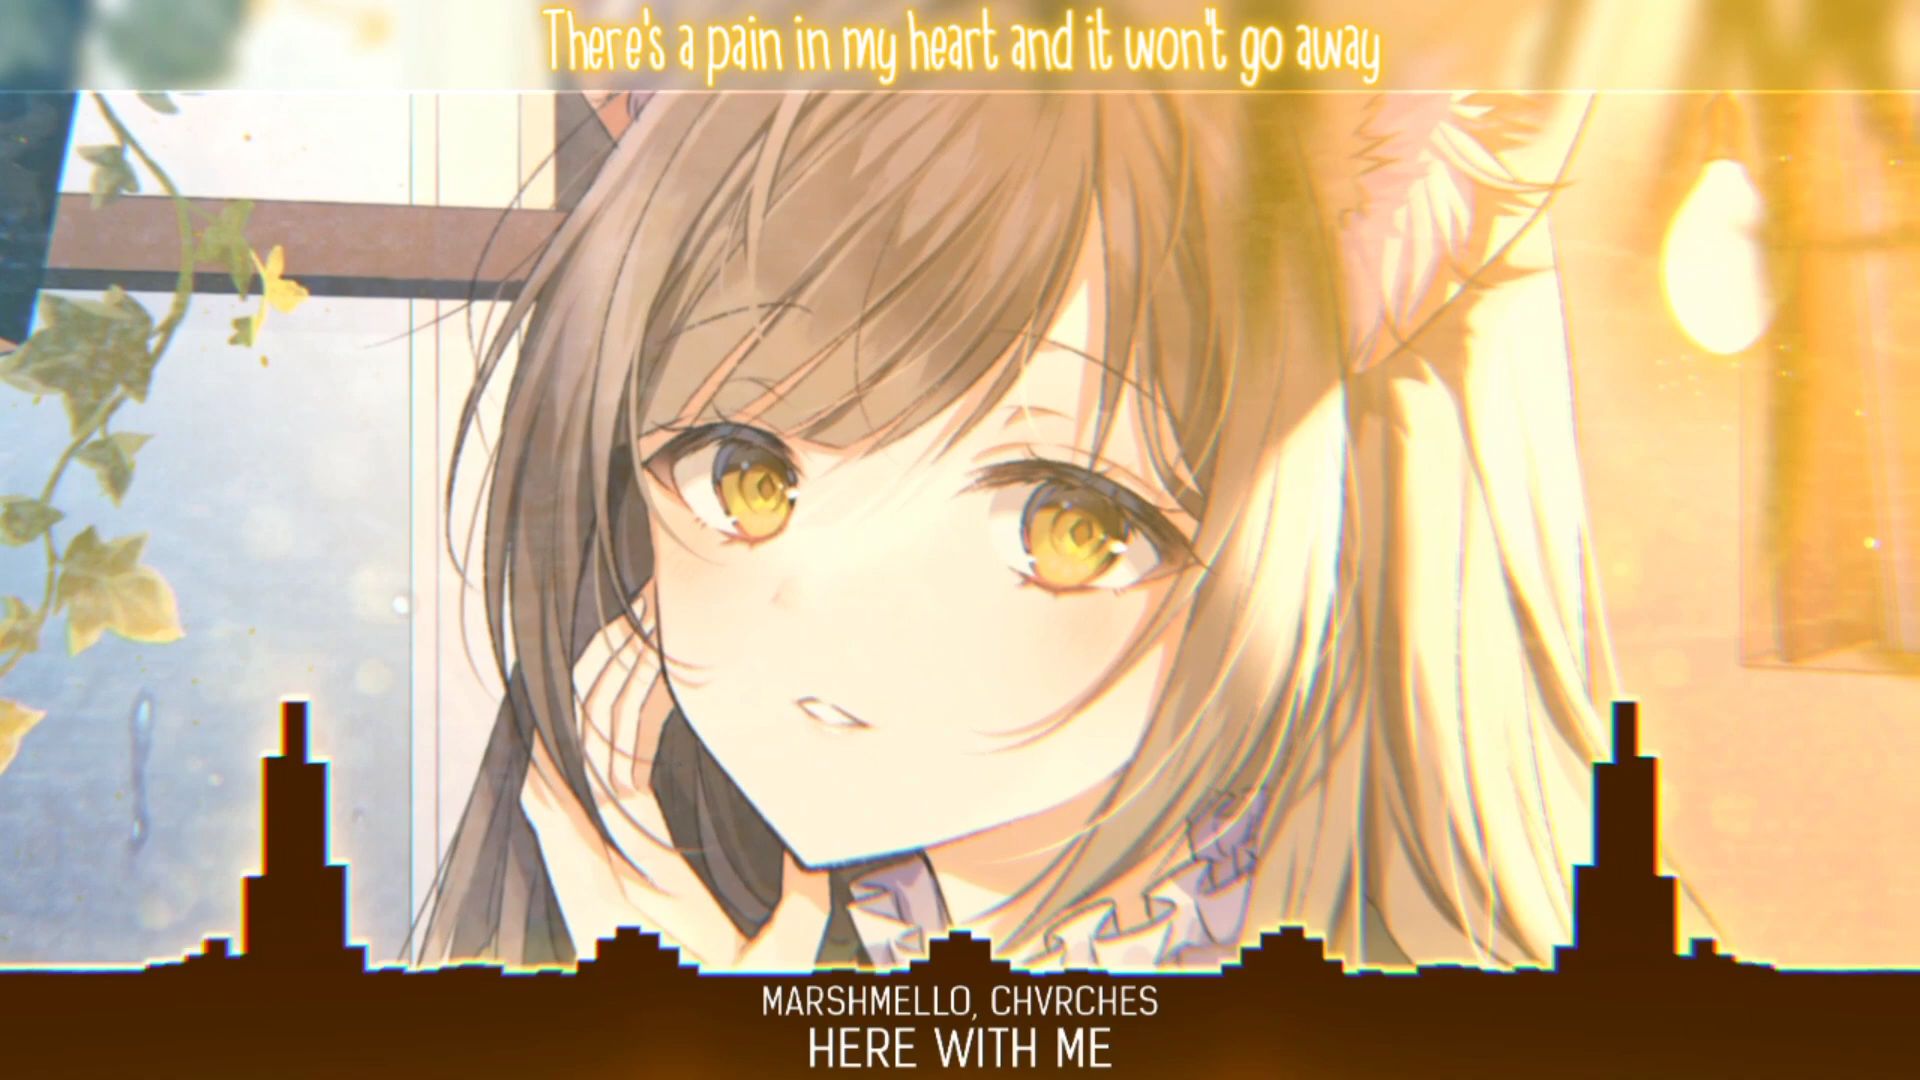 There's a pain in my heart and it won't go away
MARSHMELLO, CHVRCHES
HERE WITH ME